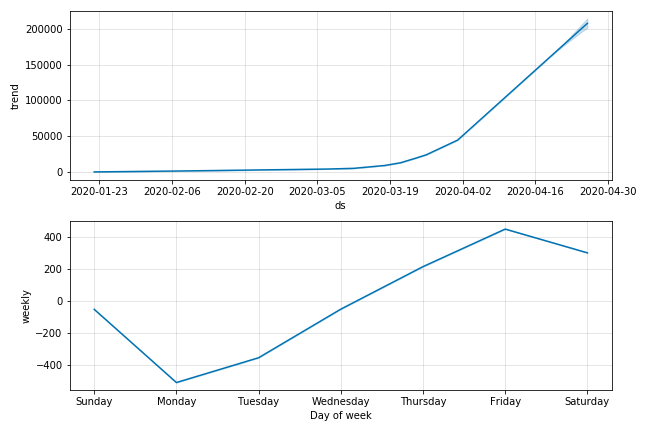 200000
150000
100000
50000
0
trend
2020-01-23 2020-02-06 2020-02-20 2020-03-05 2020-03-19 2020-04-02 2020-04-16 2020-04-30
ds
400
200
0
−200
−400
weekly
Sunday Monday Tuesday Wednesday Thursday Friday Saturday
Day of week